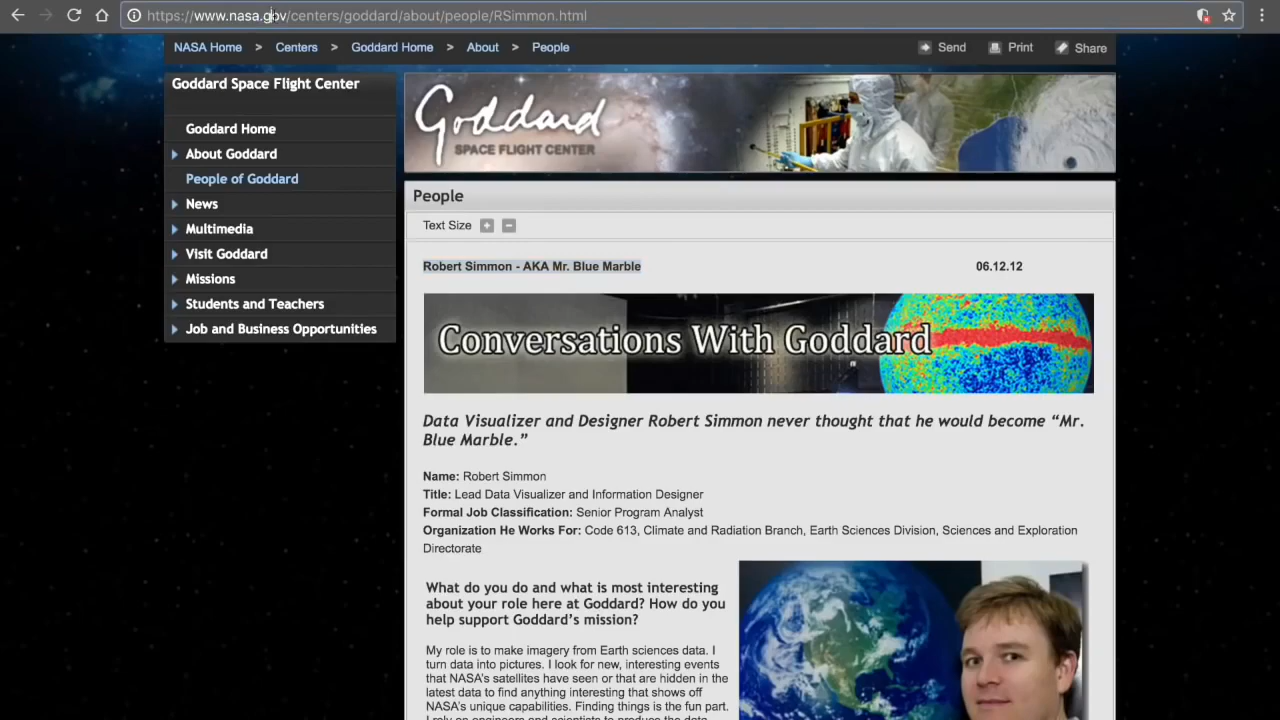 https://www.nasa.gov/centers/goddard/about/people/RSimmon.html
NASA Home > Centers > Goddard Home > About > People
Send Print Share
Goddard Space Flight Center
Goddard Home
About Goddard
People of Goddard
News
Multimedia
Visit Goddard
Missions
Students and Teachers
Job and Business Opportunities
Goddard
SPACE FLIGHT CENTER
People
Text Size + -
Robert Simmon - AKA Mr. Blue Marble 06.12.12
Conversations With Goddard
Data Visualizer and Designer Robert Simmon never thought that he would become “Mr.
Blue Marble.”
Name: Robert Simmon
Title: Lead Data Visualizer and Information Designer
Formal Job Classification: Senior Program Analyst
Organization He Works For: Code 613, Climate and Radiation Branch, Earth Sciences Division, Sciences and Exploration
Directorate
What do you do and what is most interesting
about your role here at Goddard? How do you
help support Goddard’s mission?
My role is to make imagery from Earth sciences data. I
turn data into pictures. I look for new, interesting events
that NASA’s satellites have seen or that are hidden in the
latest data to find anything interesting that shows off
NASA’s unique capabilities. Finding things is the fun part.
I rely on engineers and scientists to produce the data